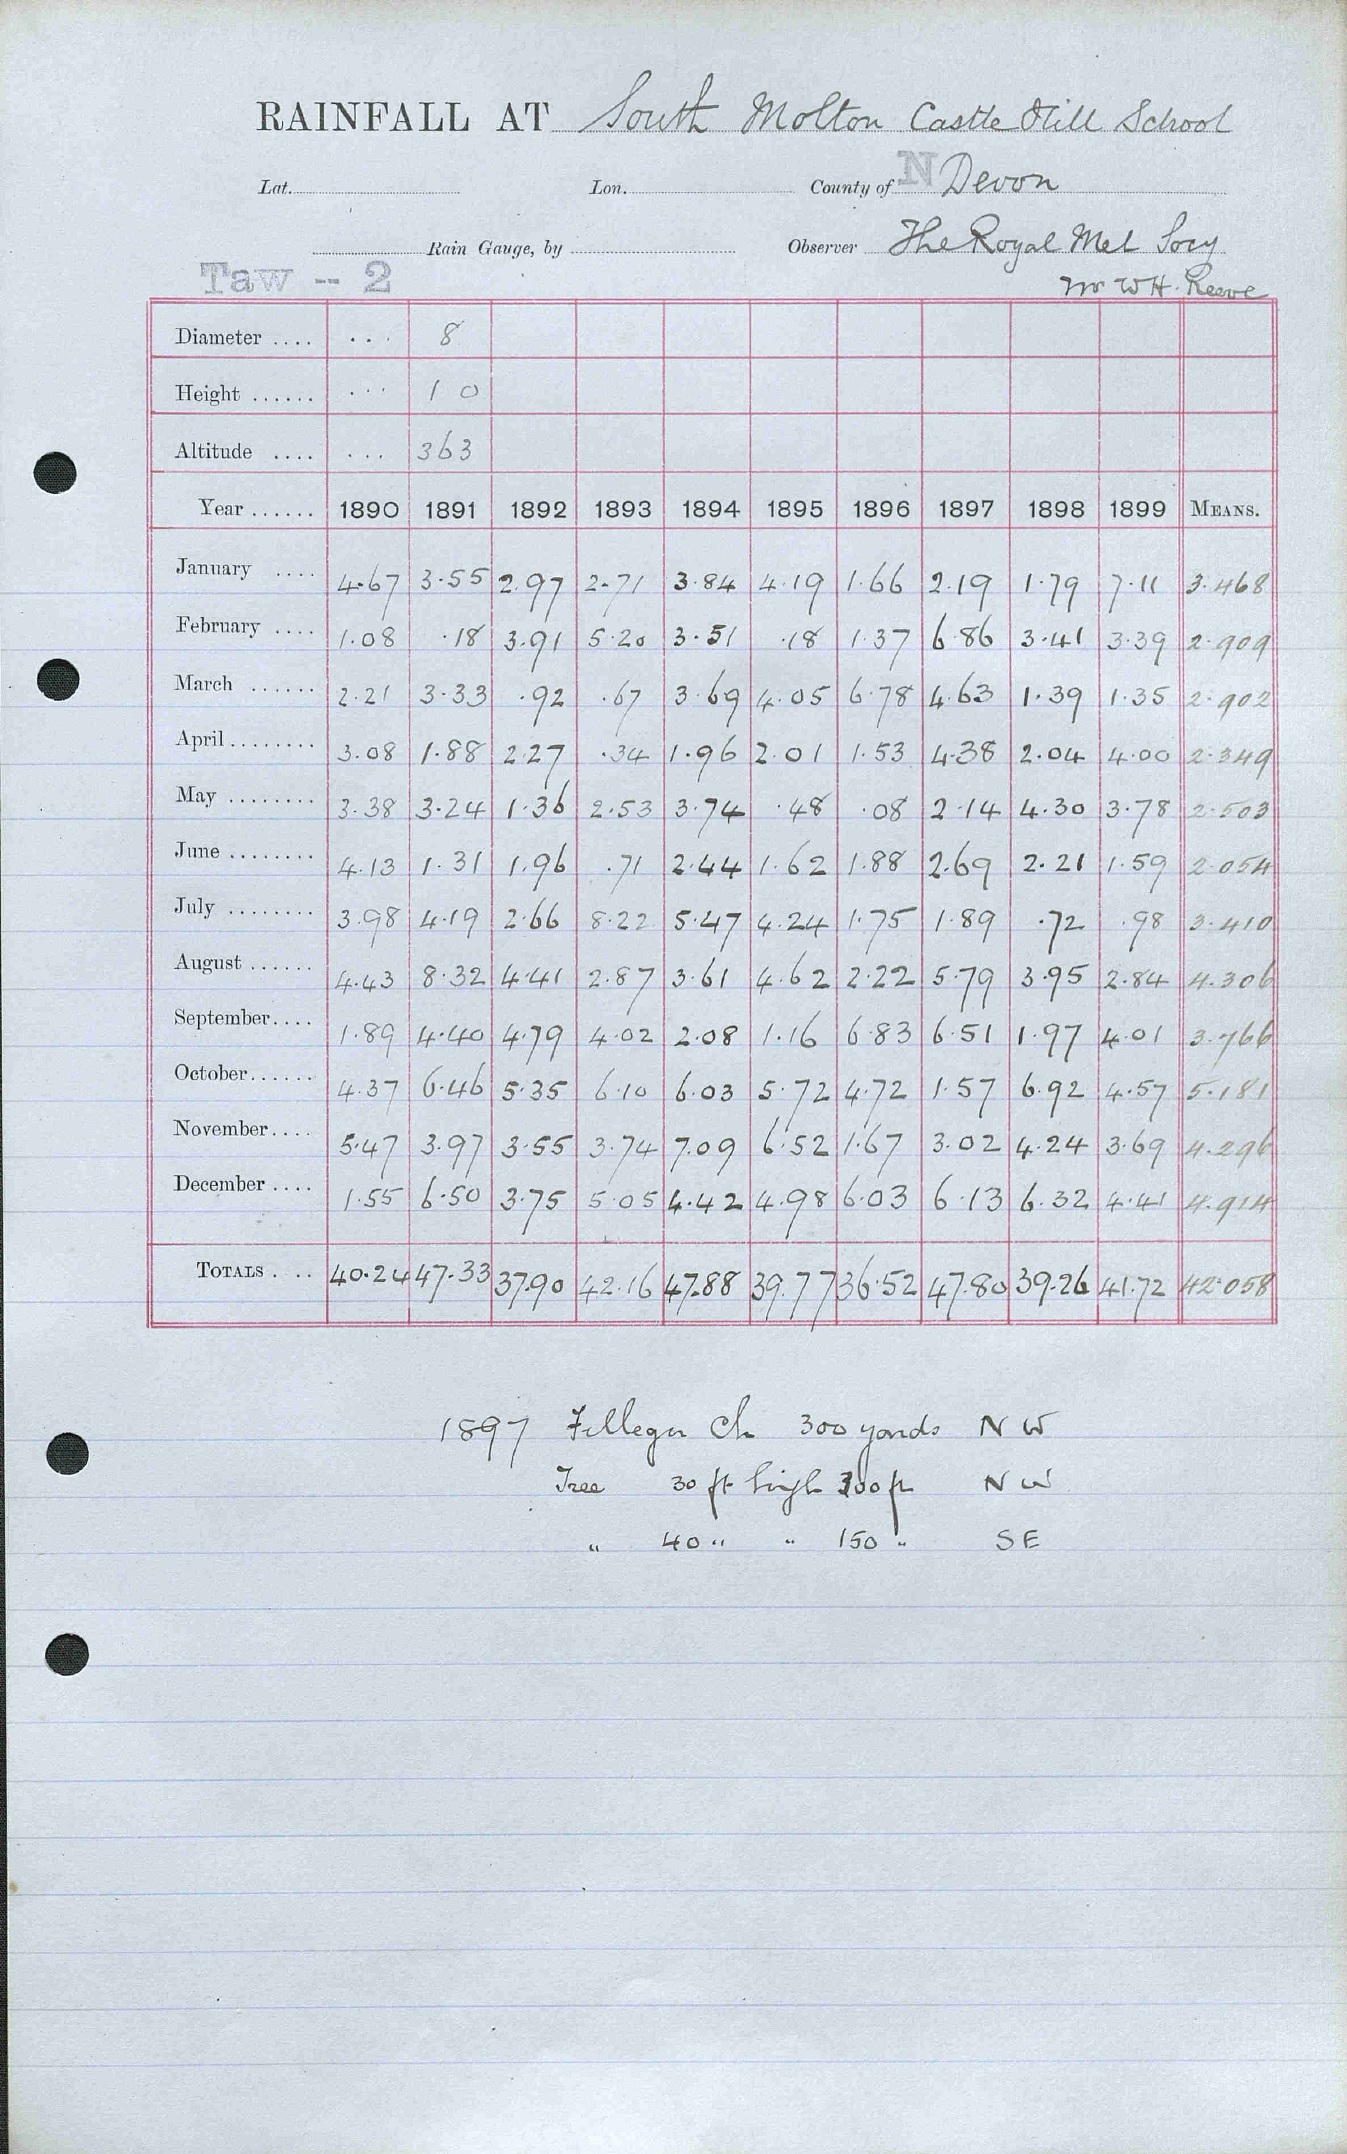 RAINFALL AT South Molton Castle Hill School
Lat. Lon. County of N Devon
Rain Gauge, by Observer The Royal Met Socy
Taw -- 2 Mr W H. Reeve
Diameter .... ... 8
Height ...... ... 1 0
Altitude .... ... 363
Year ...... 1890 1891 1892 1893 1894 1895 1896 1897 1898 1899 MEANS.
January .... 4.67 3.55 2.97 2.71 3.84 4.19 1.66 2.19 1.79 7.11 3.468
February .... 1.08 .18 3.91 5.20 3.51 .18 1.37 6.86 3.41 3.39 2.909
March ...... 2.21 3.33 .92 .67 3.69 4.05 6.78 4.63 1.39 1.35 2.902
April ........ 3.08 1.88 2.27 .34 1.96 2.01 1.53 4.38 2.04 4.00 2.349
May ........ 3.38 3.24 1.36 2.53 3.74 .48 .08 2.14 4.30 3.78 2.503
June ........ 4.13 1.31 1.96 .71 2.44 1.62 1.88 2.69 2.21 1.59 2.054
July ........ 3.98 4.19 2.66 8.22 5.47 4.24 1.75 1.89 .72 .98 3.410
August ...... 4.43 8.32 4.41 2.87 3.61 4.62 2.22 5.79 3.95 2.84 4.306
September.... 1.89 4.40 4.79 4.02 2.08 1.16 6.83 6.51 1.97 4.01 3.766
October...... 4.37 6.46 5.35 6.10 6.03 5.72 4.72 1.57 6.92 4.57 5.181
November.... 5.47 3.97 3.55 3.74 7.09 6.52 1.67 3.02 4.24 3.69 4.296
December .... 1.55 6.50 3.75 5.05 4.42 4.98 6.03 6.13 6.32 4.41 4.914
TOTALS .... 40.24 47.33 37.90 42.16 47.88 39.77 36.52 47.80 39.26 41.72 42.058
1897 Ch 300 yards N W
Tree 30 ft high 300 ft N W
" 40 " " 150 " S E